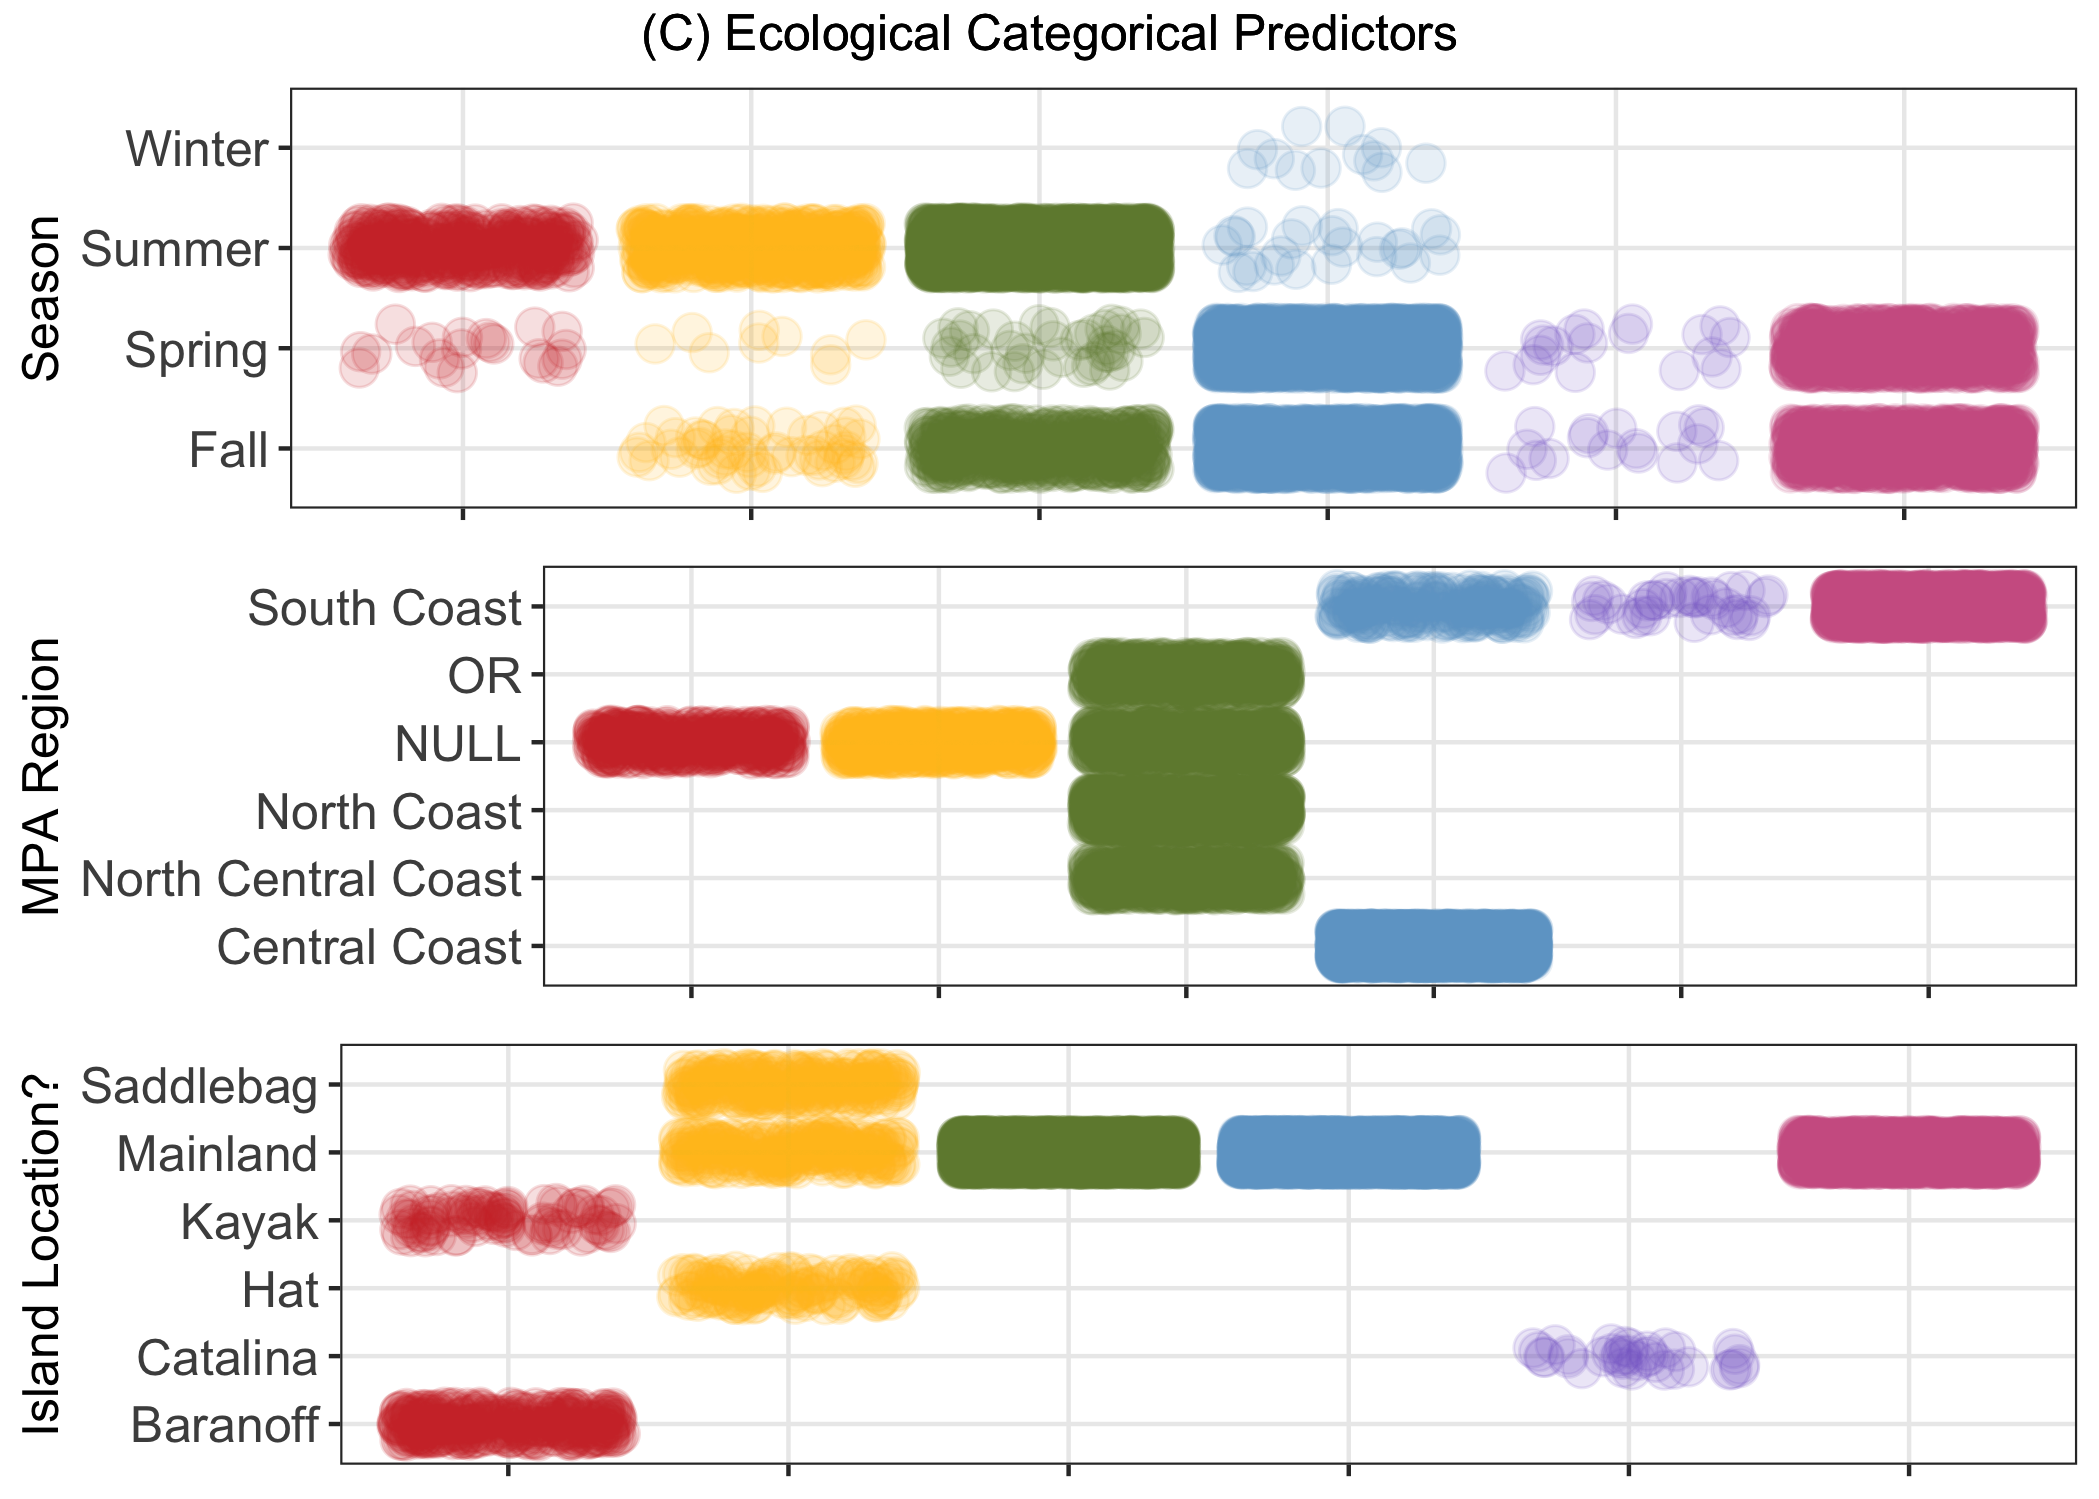 (C) Ecological Categorical Predictors
Season
Winter
Summer
Spring
Fall
MPA Region
South Coast
OR
NULL
North Coast
North Central Coast
Central Coast
Island Location?
Saddlebag
Mainland
Kayak
Hat
Catalina
Baranoff